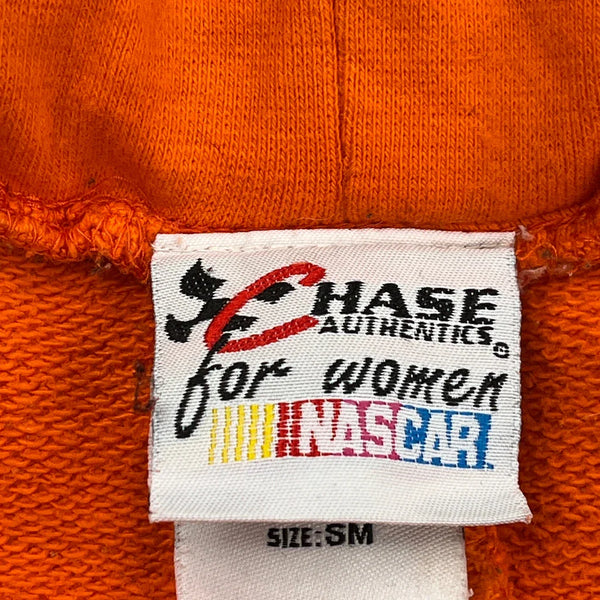 CHASE
AUTHENTICS®
for women
NASCAR
SIZE: SM